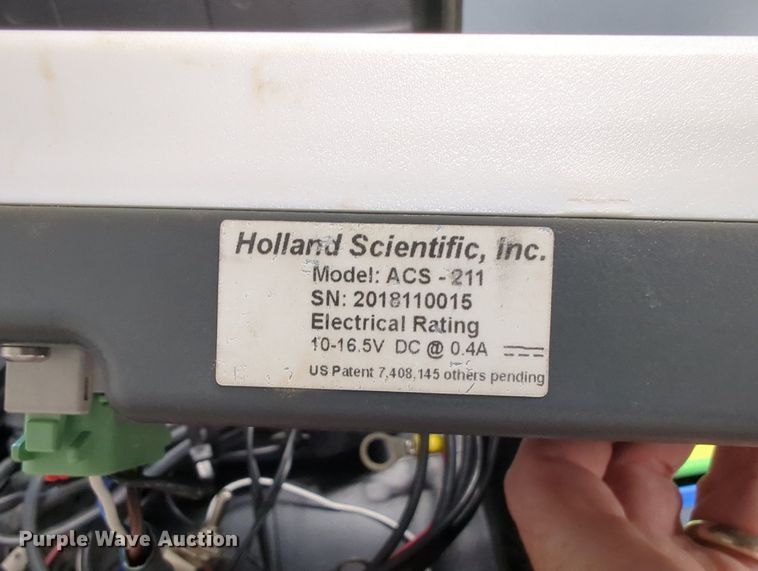 Holland Scientific, Inc.
Model: ACS - 211
SN: 2018110015
Electrical Rating
10-16.5V DC @ 0.4A
US Patent 7,408,145 others pending
Purple Wave Auction